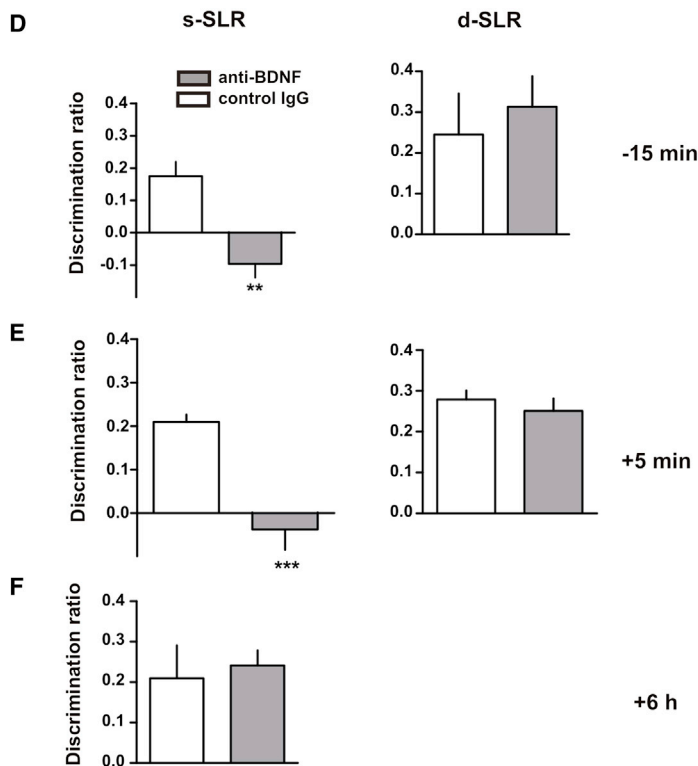 D
s-SLR
d-SLR
anti-BDNF
control IgG
Discrimination ratio
0.4
0.3
0.2
0.1
0.0
-0.1
**
0.4
0.3
0.2
0.1
0.0
-15 min
E
Discrimination ratio
0.4
0.3
0.2
0.1
0.0
***
0.4
0.3
0.2
0.1
0.0
+5 min
F
Discrimination ratio
0.4
0.3
0.2
0.1
0.0
+6 h